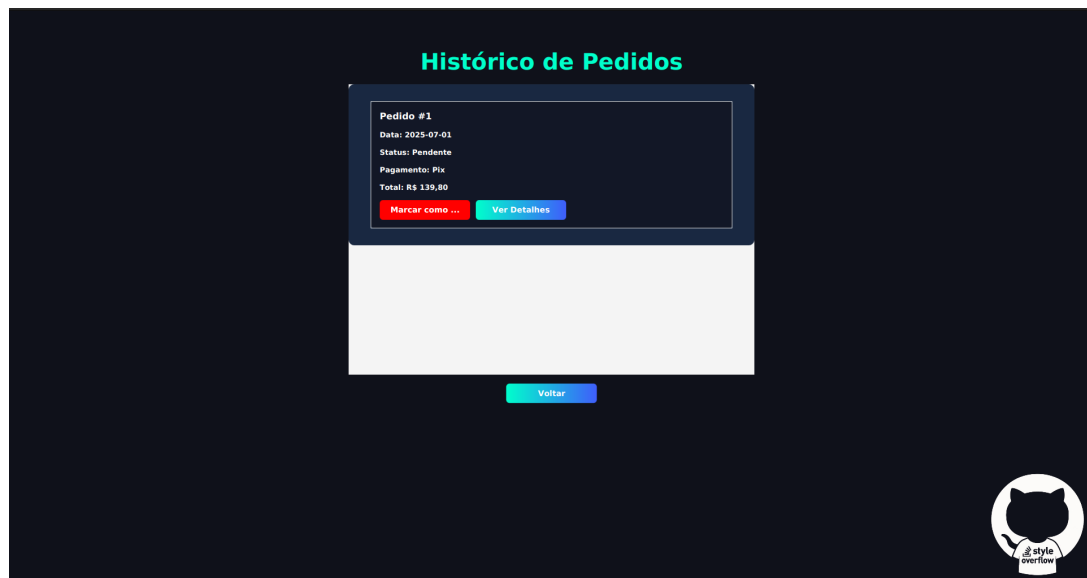 Histórico de Pedidos
Pedido #1
Data: 2025-07-01
Status: Pendente
Pagamento: Pix
Total: R$ 139,80
Marcar como ... Ver Detalhes
Voltar
style
overflow